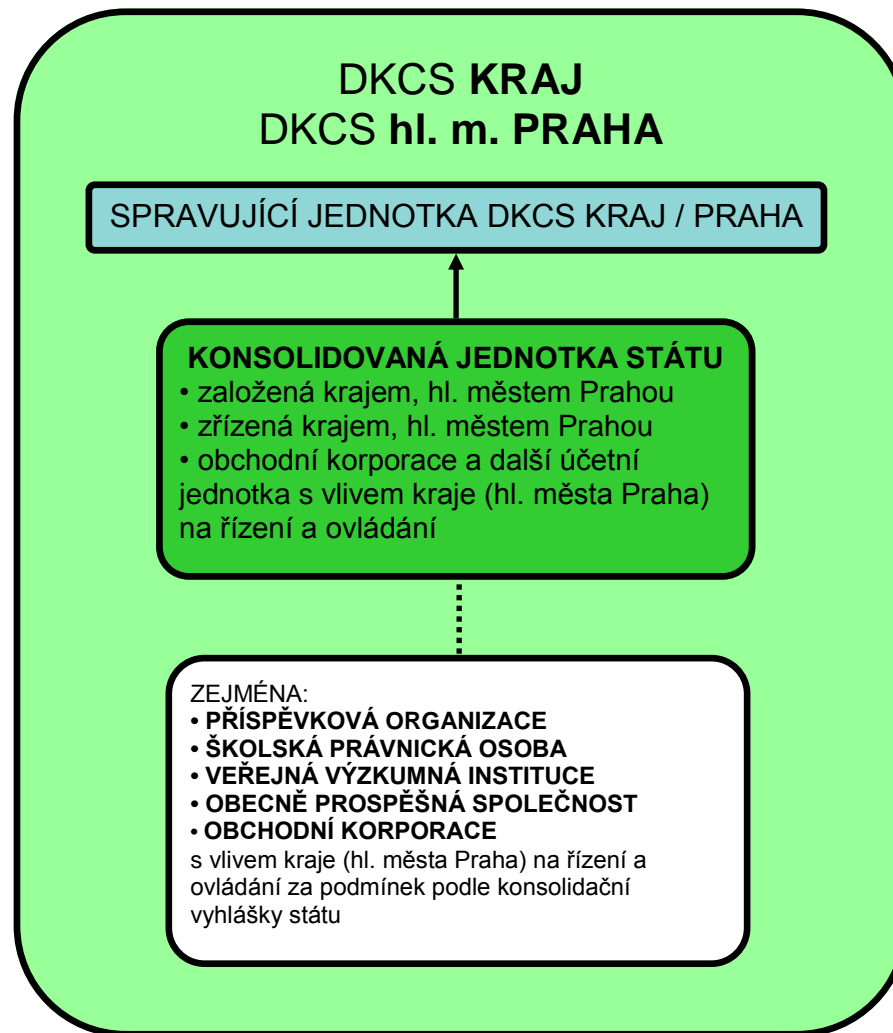 DKCS KRAJ
DKCS hl. m. PRAHA
SPRAVUJÍCÍ JEDNOTKA DKCS KRAJ / PRAHA
KONSOLIDOVANÁ JEDNOTKA STÁTU
• založená krajem, hl. městem Prahou
• zřízená krajem, hl. městem Prahou
• obchodní korporace a další účetní
jednotka s vlivem kraje (hl. města Praha)
na řízení a ovládání
ZEJMÉNA:
• PŘÍSPĚVKOVÁ ORGANIZACE
• ŠKOLSKÁ PRÁVNICKÁ OSOBA
• VEŘEJNÁ VÝZKUMNÁ INSTITUCE
• OBECNĚ PROSPĚŠNÁ SPOLEČNOST
• OBCHODNÍ KORPORACE
s vlivem kraje (hl. města Praha) na řízení a
ovládání za podmínek podle konsolidační
vyhlášky státu